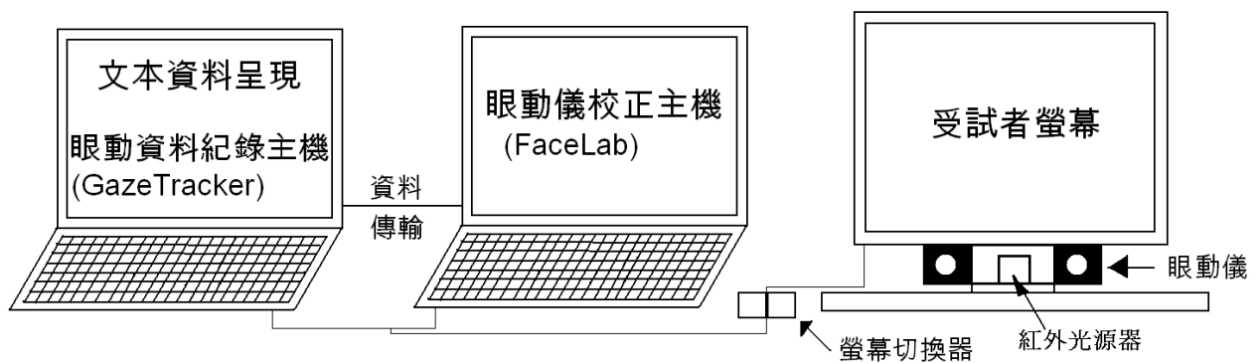 文本資料呈現
眼動資料紀錄主機
(GazeTracker)
資料
傳輸
眼動儀校正主機
(FaceLab)
受試者螢幕
眼動儀
紅外光源器
螢幕切換器